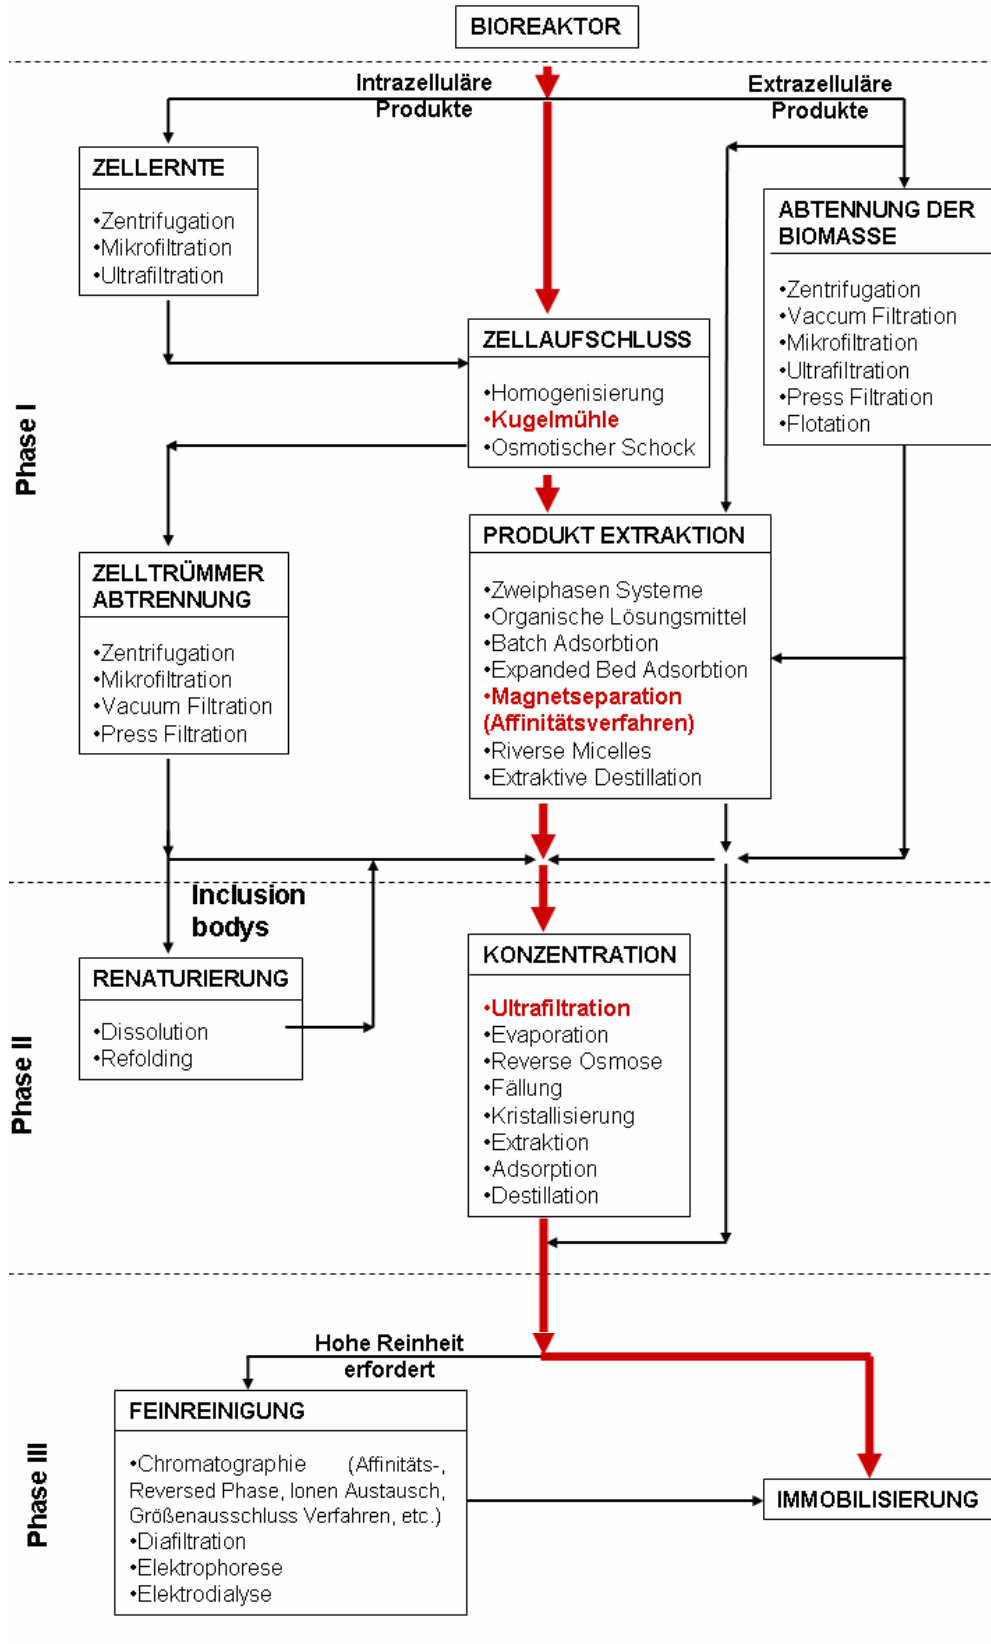 BIOREAKTOR
Intrazelluläre
Produkte
Extrazelluläre
Produkte
Phase I
ZELLERNTE
•Zentrifugation
•Mikrofiltration
•Ultrafiltration
ABTENNUNG DER
BIOMASSE
•Zentrifugation
•Vaccum Filtration
•Mikrofiltration
•Ultrafiltration
•Press Filtration
•Flotation
ZELLAUFSCHLUSS
•Homogenisierung
•Kugelmühle
•Osmotischer Schock
ZELLTRÜMMER
ABTRENNUNG
•Zentrifugation
•Mikrofiltration
•Vacuum Filtration
•Press Filtration
PRODUKT EXTRAKTION
•Zweiphasen Systeme
•Organische Lösungsmittel
•Batch Adsorbtion
•Expanded Bed Adsorbtion
•Magnetseparation
(Affinitätsverfahren)
•Riverse Micelles
•Extraktive Destillation
Phase II
Inclusion
bodys
RENATURIERUNG
•Dissolution
•Refolding
KONZENTRATION
•Ultrafiltration
•Evaporation
•Reverse Osmose
•Fällung
•Kristallisierung
•Extraktion
•Adsorption
•Destillation
Phase III
Hohe Reinheit
erfordert
FEINREINIGUNG
•Chromatographie (Affinitäts-,
Reversed Phase, Ionen Austausch,
Größenausschluss Verfahren, etc.)
•Diafiltration
•Elektrophorese
•Elektrodialyse
IMMOBILISIERUNG